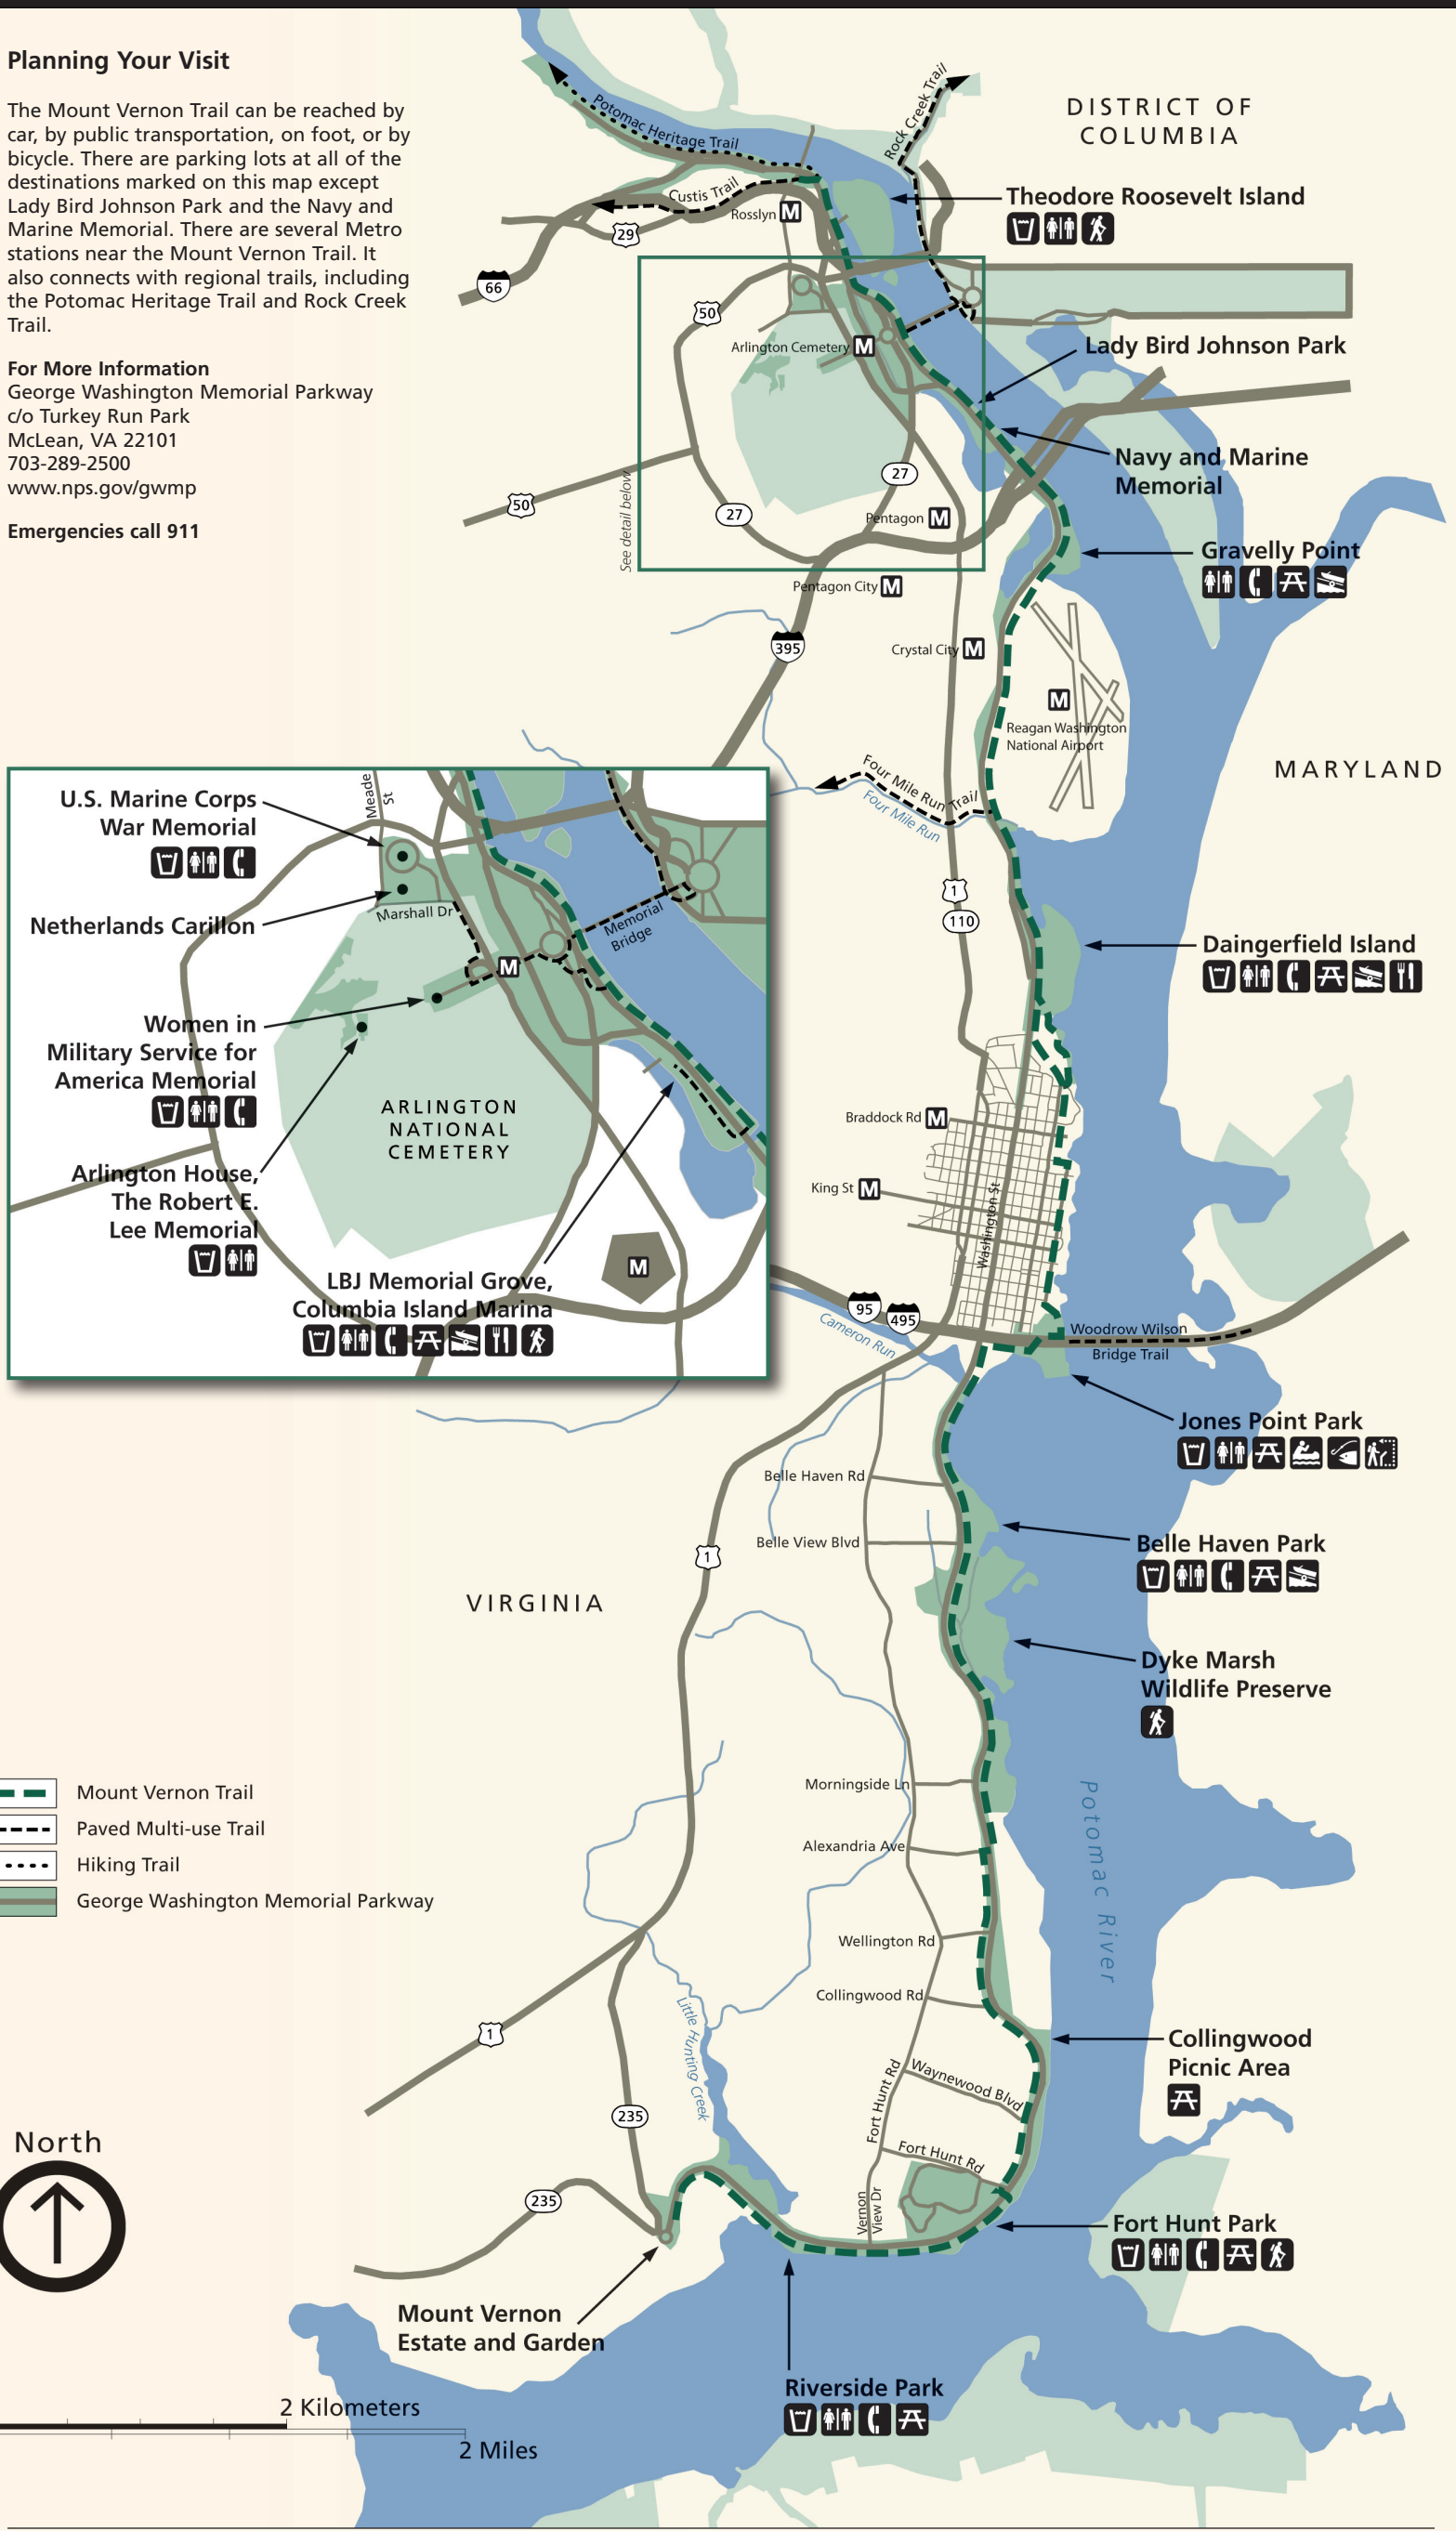 Planning Your Visit
The Mount Vernon Trail can be reached by
car, by public transportation, on foot, or by
bicycle. There are parking lots at all of the
destinations marked on this map except
Lady Bird Johnson Park and the Navy and
Marine Memorial. There are several Metro
stations near the Mount Vernon Trail. It
also connects with regional trails, including
the Potomac Heritage Trail and Rock Creek
Trail.
For More Information
George Washington Memorial Parkway
c/o Turkey Run Park
McLean, VA 22101
703-289-2500
www.nps.gov/gwmp
Emergencies call 911
Potomac Heritage Trail
Rock Creek Trail
DISTRICT OF
COLUMBIA
Custis Trail
Rosslyn M
Theodore Roosevelt Island
29
66
50
Arlington Cemetery M
Lady Bird Johnson Park
Navy and Marine
Memorial
27
50
27
Pentagon M
See detail below
Gravelly Point
Pentagon City M
395
Crystal City M
M
Reagan Washington
National Airport
MARYLAND
Four Mile Run Trail
Four Mile Run
1
110
Daingerfield Island
Meade
St
U.S. Marine Corps
War Memorial
Netherlands Carillon
Marshall Dr
Memorial
Bridge
M
Women in
Military Service for
America Memorial
ARLINGTON
NATIONAL
CEMETERY
Arlington House,
The Robert E.
Lee Memorial
M
LBJ Memorial Grove,
Columbia Island Marina
Braddock Rd M
King St M
Washington St
95
495
Cameron Run
Woodrow Wilson
Bridge Trail
Jones Point Park
Belle Haven Rd
Belle View Blvd
Belle Haven Park
1
VIRGINIA
Dyke Marsh
Wildlife Preserve
Morningside Ln
Potomac River
Mount Vernon Trail
Paved Multi-use Trail
Hiking Trail
George Washington Memorial Parkway
Alexandria Ave
Wellington Rd
Collingwood Rd
1
Little Hunting Creek
Collingwood
Picnic Area
Waynewood Blvd
Fort Hunt Rd
235
North
Fort Hunt Rd
235
Vernon
View Dr
Fort Hunt Park
Mount Vernon
Estate and Garden
Riverside Park
2 Kilometers
2 Miles